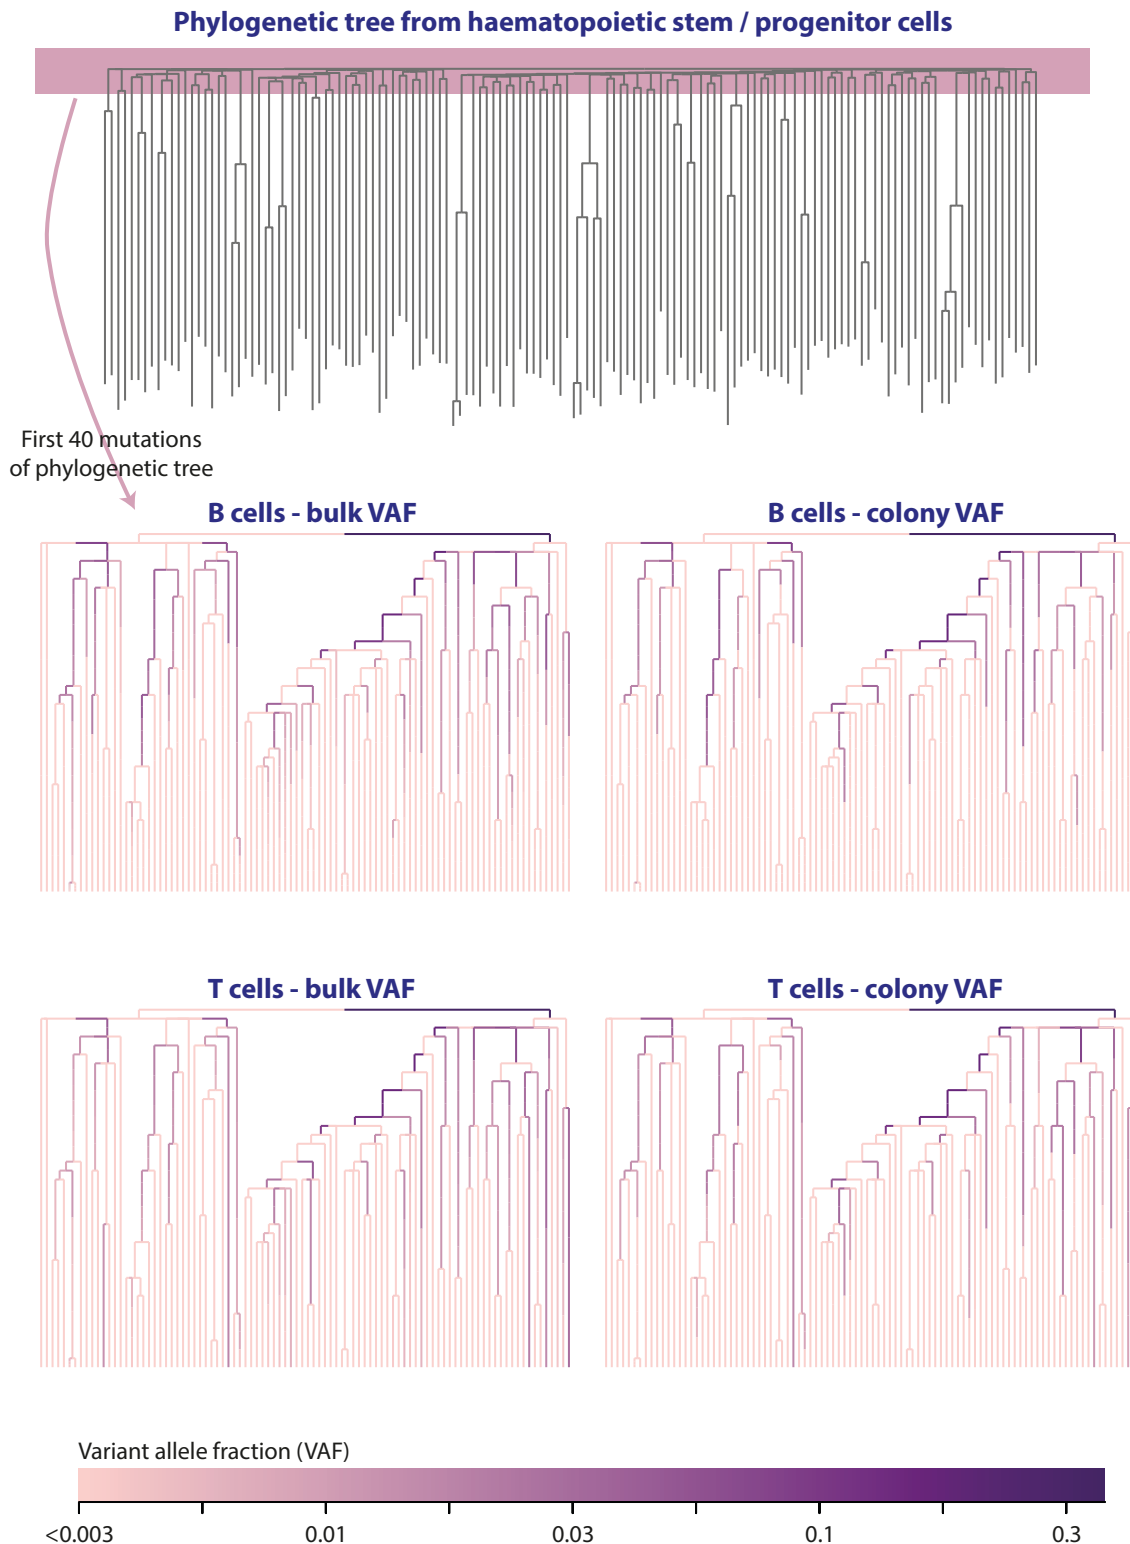 Phylogenetic tree from haematopoietic stem / progenitor cells
First 40 mutations
of phylogenetic tree
B cells - bulk VAF
B cells - colony VAF
T cells - bulk VAF
T cells - colony VAF
Variant allele fraction (VAF)
<0.003
0.01
0.03
0.1
0.3